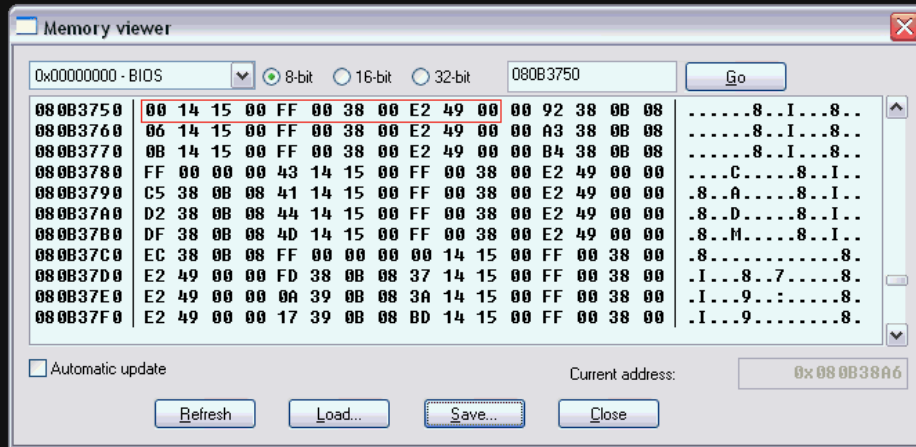 Memory viewer
0x00000000 - BIOS 8-bit 16-bit 32-bit 080B3750 Go
080B3750 00 14 15 00 FF 00 38 00 E2 49 00 00 92 38 0B 08 ......8..I...8..
080B3760 06 14 15 00 FF 00 38 00 E2 49 00 00 A3 38 0B 08 ......8..I...8..
080B3770 0B 14 15 00 FF 00 38 00 E2 49 00 00 B4 38 0B 08 ......8..I...8..
080B3780 FF 00 00 00 43 14 15 00 FF 00 38 00 E2 49 00 00 ....C.....8..I..
080B3790 C5 38 0B 08 41 14 15 00 FF 00 38 00 E2 49 00 00 .8..A.....8..I..
080B37A0 D2 38 0B 08 44 14 15 00 FF 00 38 00 E2 49 00 00 .8..D.....8..I..
080B37B0 DF 38 0B 08 4D 14 15 00 FF 00 38 00 E2 49 00 00 .8..M.....8..I..
080B37C0 EC 38 0B 08 FF 00 00 00 00 14 15 00 FF 00 38 00 .8............8.
080B37D0 E2 49 00 00 FD 38 0B 08 37 14 15 00 FF 00 38 00 .I...8..7.....8.
080B37E0 E2 49 00 00 0A 39 0B 08 3A 14 15 00 FF 00 38 00 .I...9..:.....8.
080B37F0 E2 49 00 00 17 39 0B 08 BD 14 15 00 FF 00 38 00 .I...9........8.
Automatic update
Current address: 0x080B38A6
Refresh Load... Save... Close